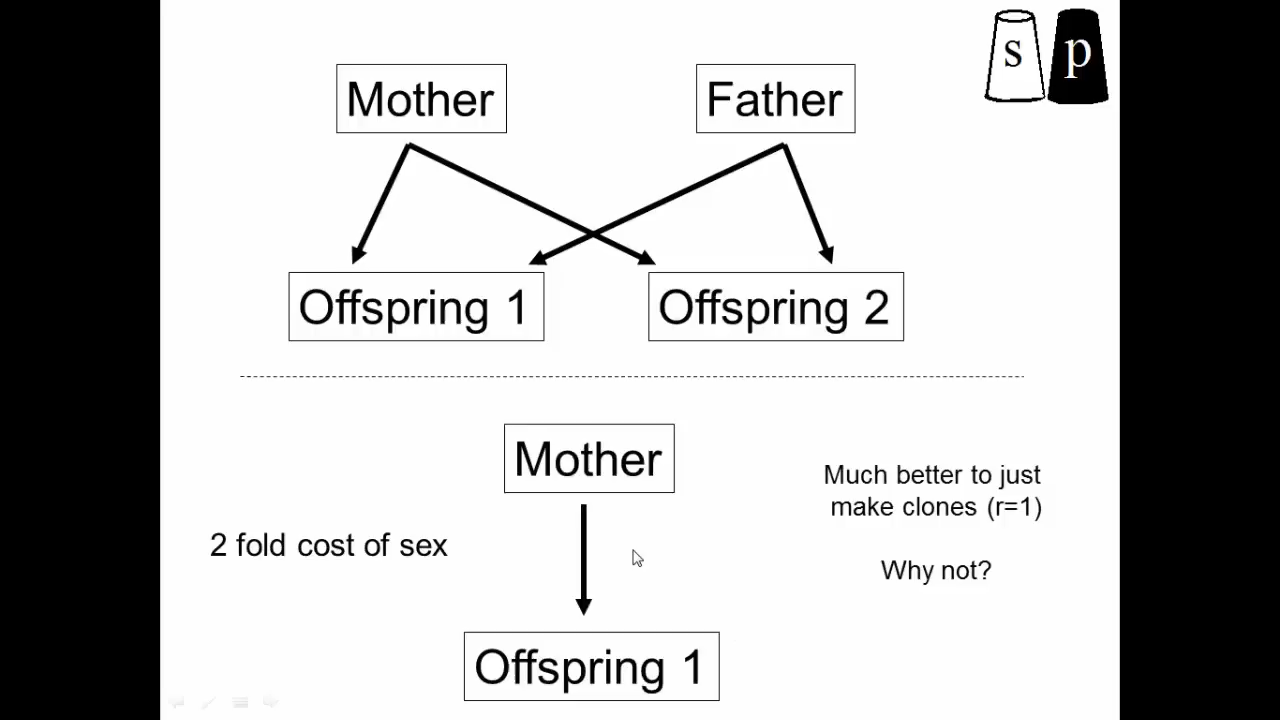 s p
Mother
Father
Offspring 1
Offspring 2
Mother
Much better to just
make clones (r=1)
2 fold cost of sex
Why not?
Offspring 1